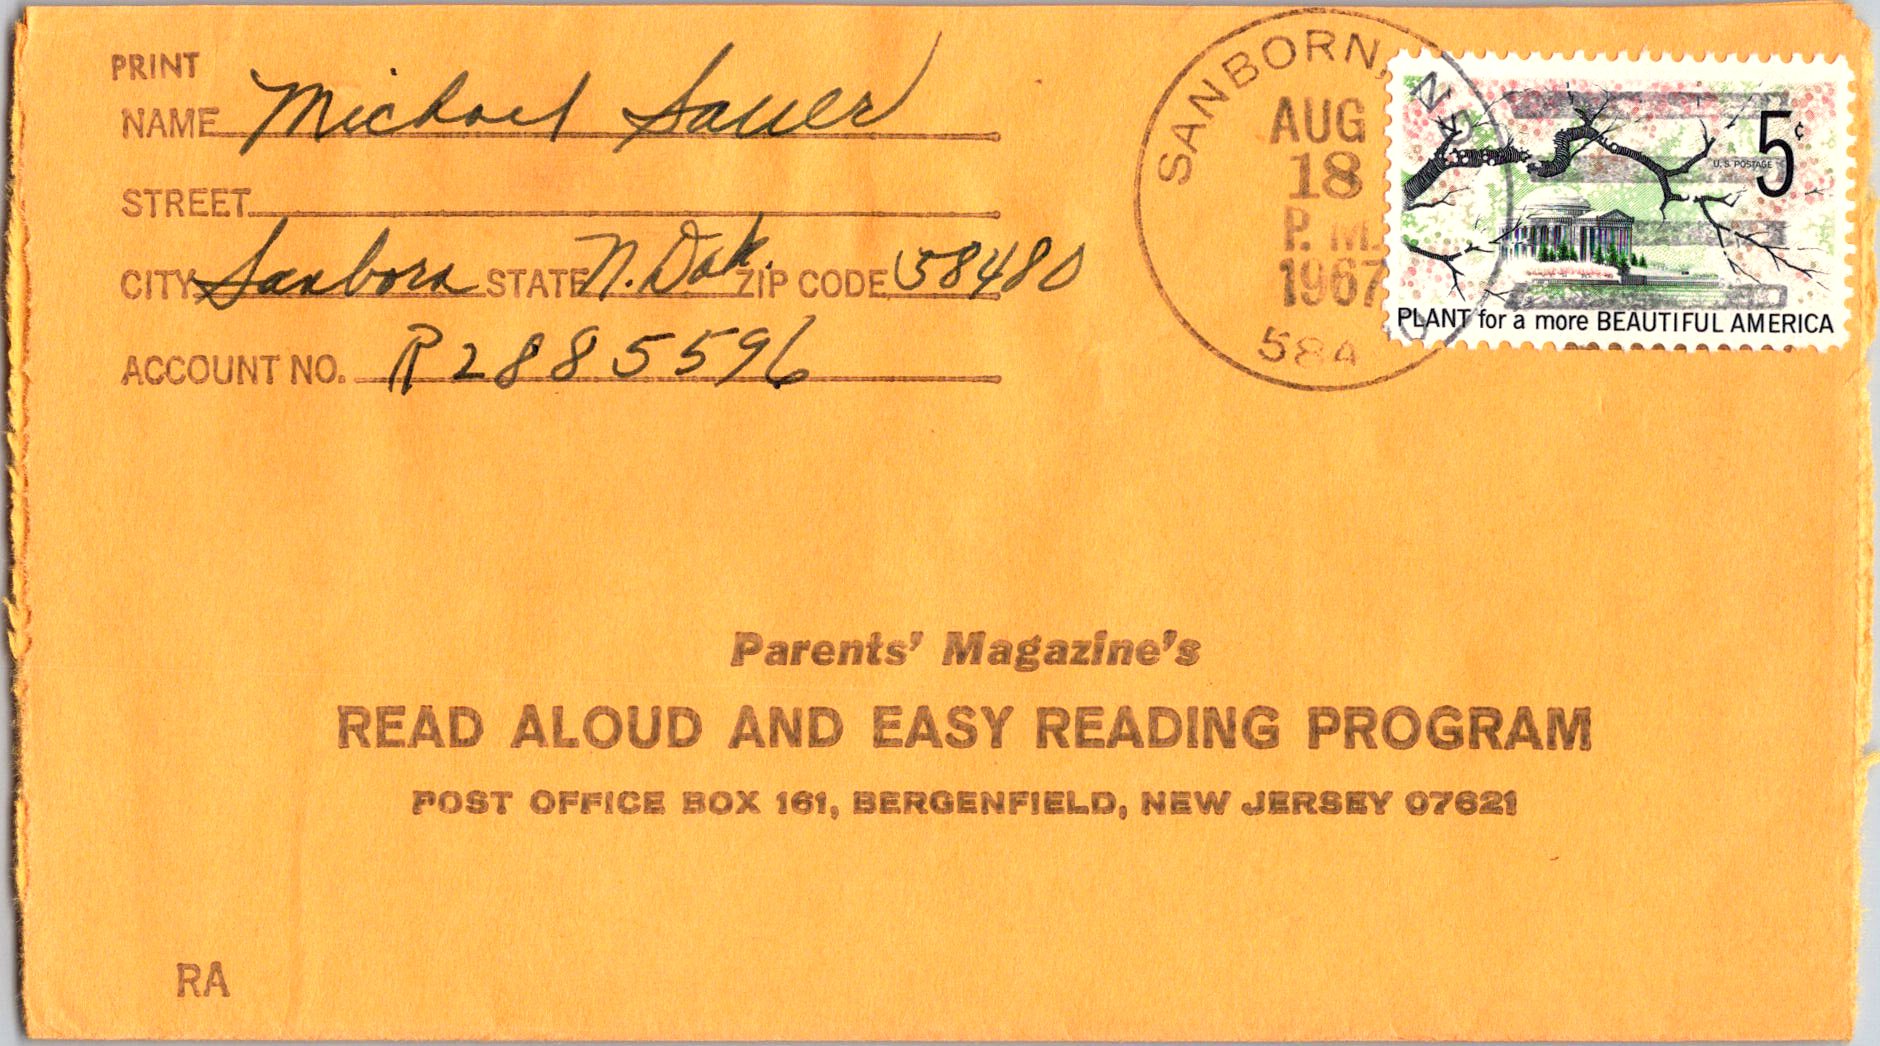 PRINT
NAME Michael Sauer
STREET
CITY Sanborn STATE N. Dak. ZIP CODE 58480
ACCOUNT NO. R2885596
SANBORN, N
AUG
18
P. M.
1967
584
5¢
U.S. POSTAGE
PLANT for a more BEAUTIFUL AMERICA
Parents' Magazine's
READ ALOUD AND EASY READING PROGRAM
POST OFFICE BOX 161, BERGENFIELD, NEW JERSEY 07621
RA